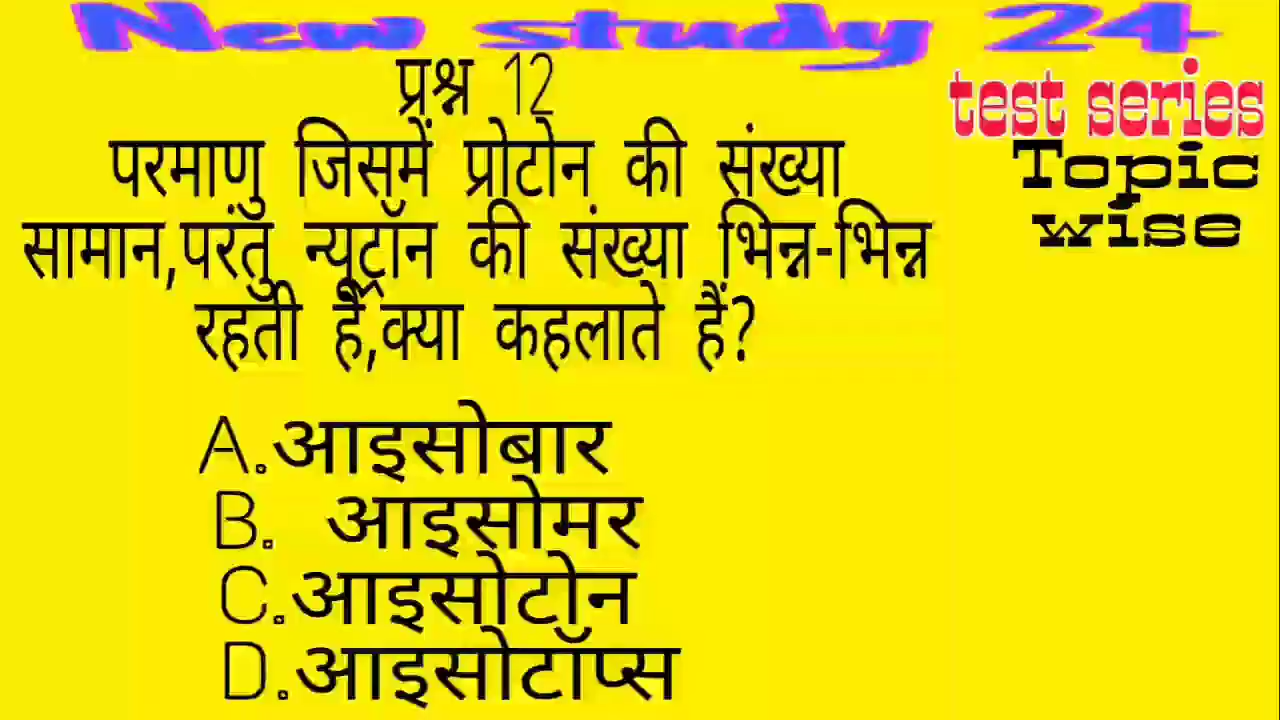 New study 24
test series
Topic
wise
प्रश्न 12
परमाणु जिसमें प्रोटोन की संख्या
सामान,परंतु न्यूट्रॉन की संख्या भिन्न-भिन्न
रहती है,क्या कहलाते हैं?
A.आइसोबार
B. आइसोमर
C.आइसोटोन
D.आइसोटॉप्स